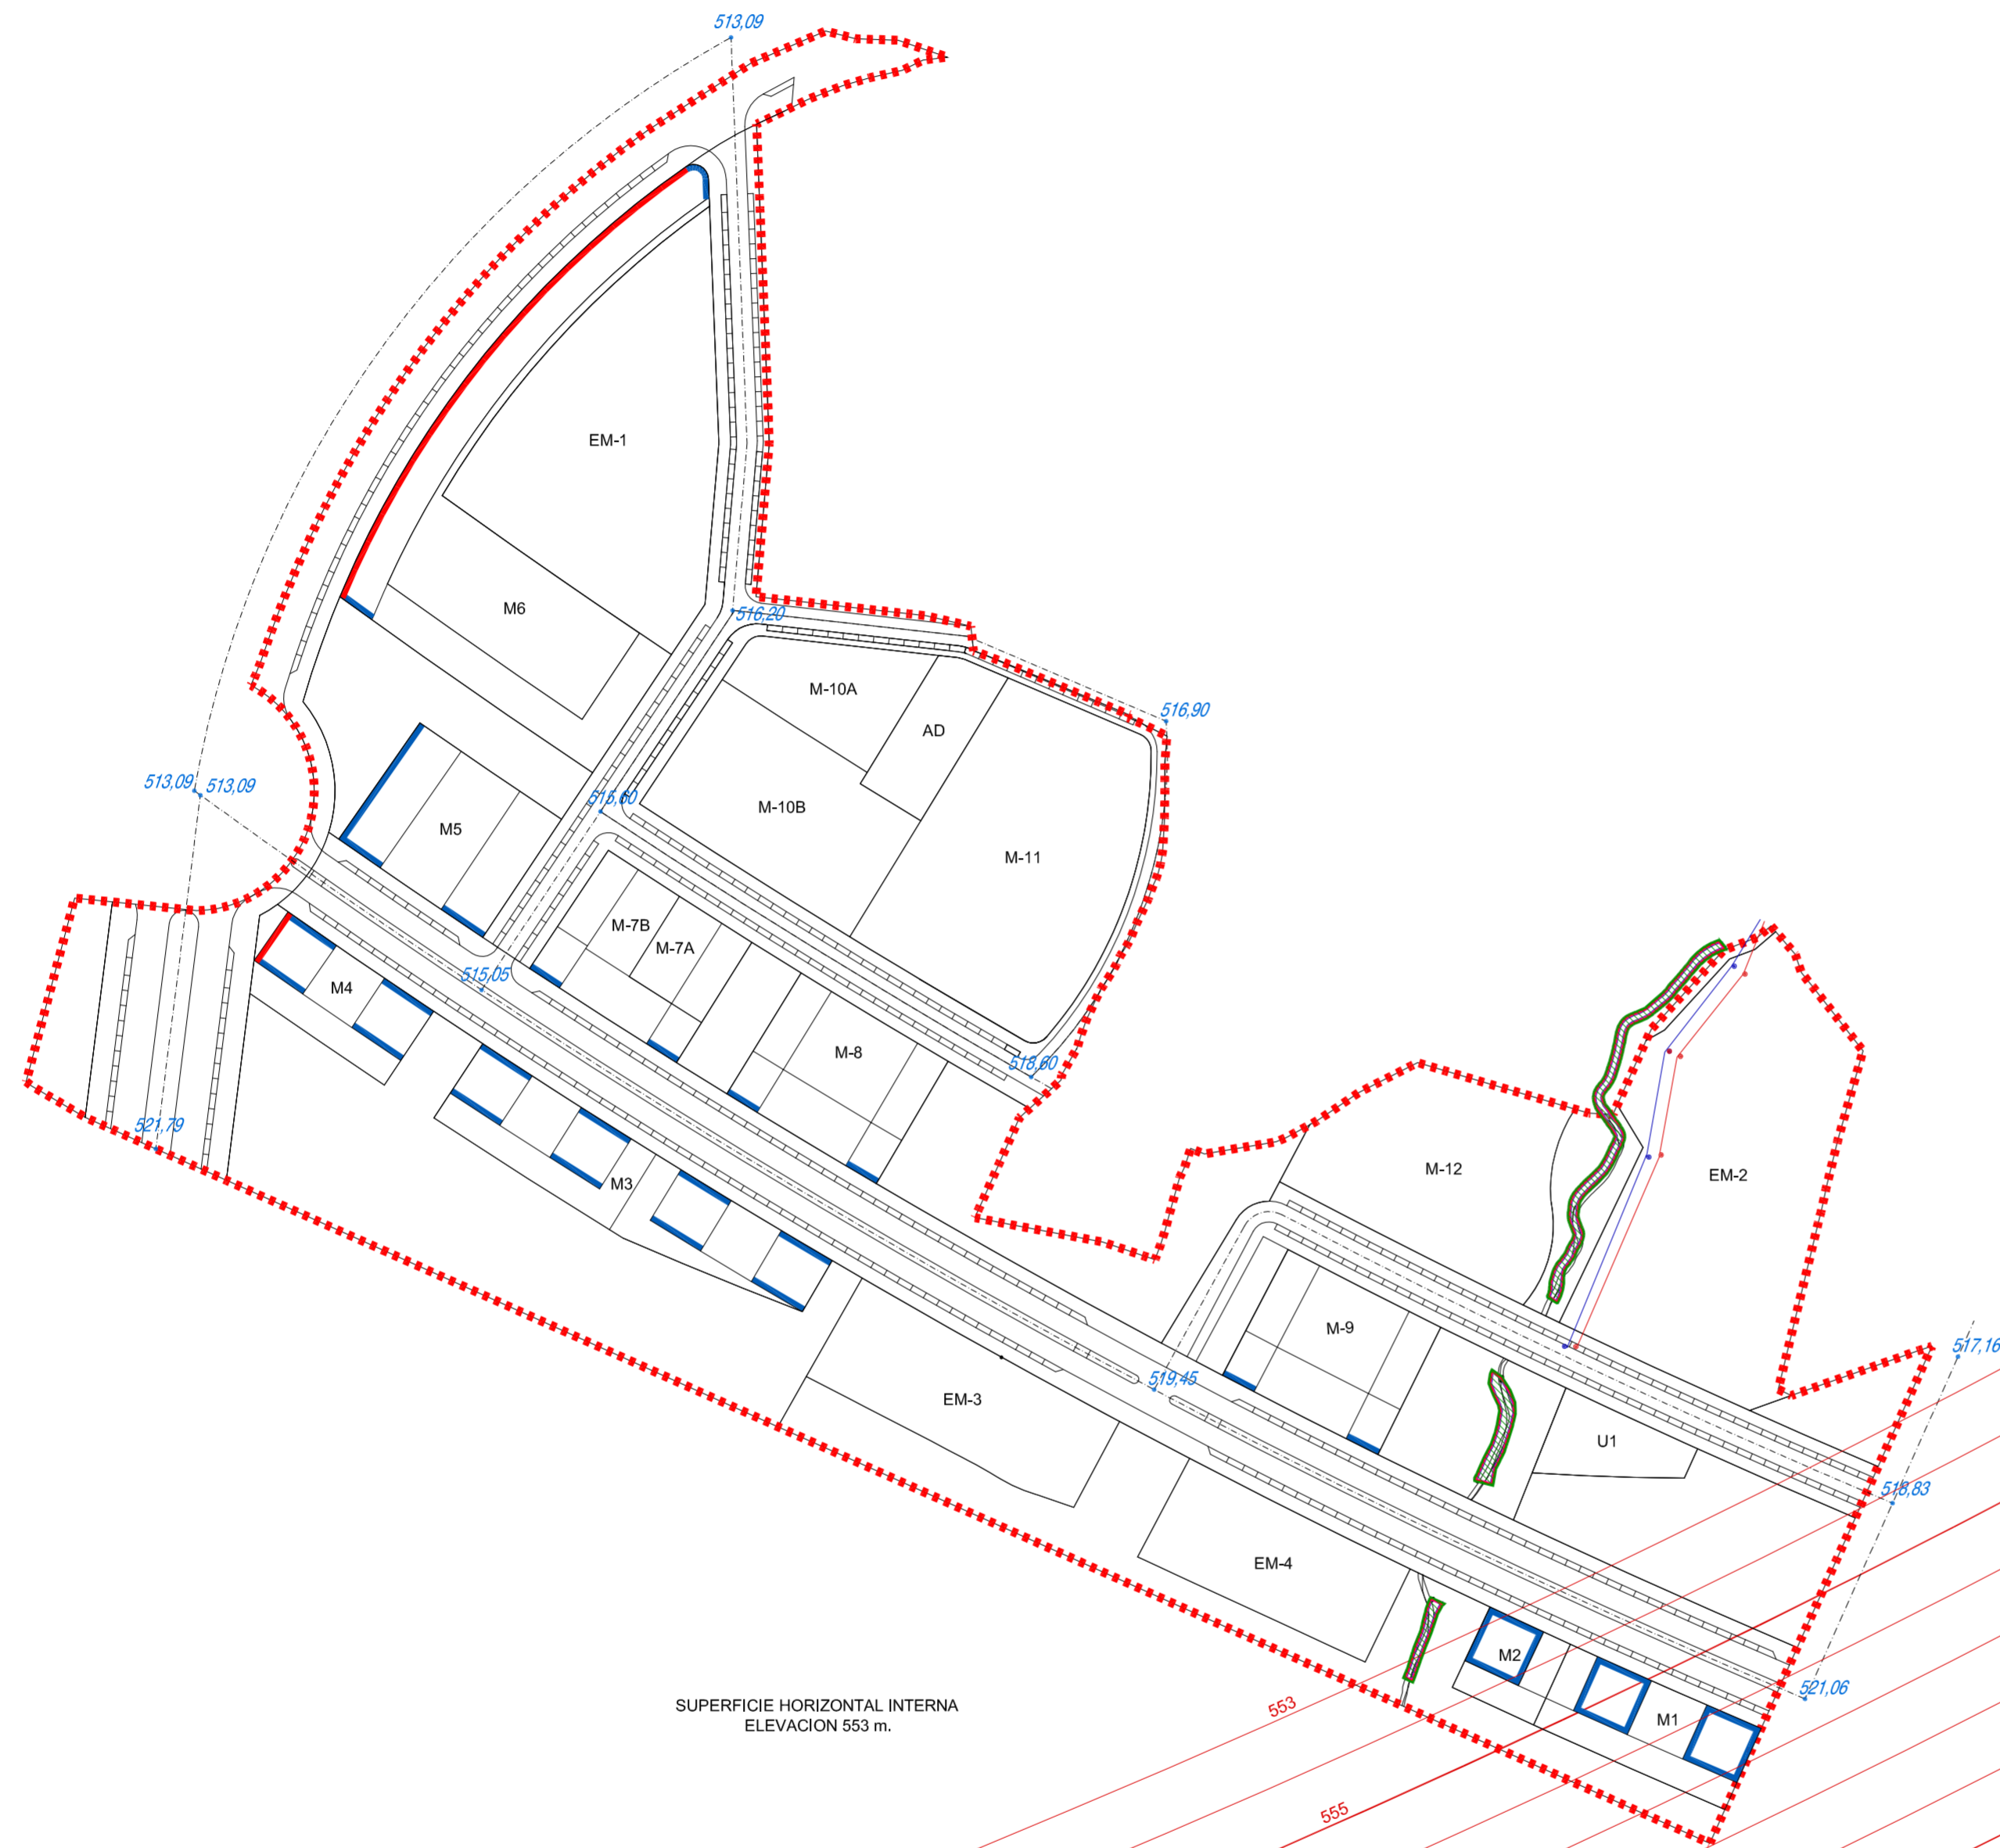 513,09
EM-1
M6
516,20
M-10A
516,90
AD
513,09
513,09
515,60
M-10B
M5
M-11
M-7B
M-7A
515,05
M4
M-8
518,60
521,79
M-12
EM-2
M3
M-9
517,16
519,45
EM-3
U1
518,83
EM-4
M2
521,06
553
M1
SUPERFICIE HORIZONTAL INTERNA
ELEVACION 553 m.
555